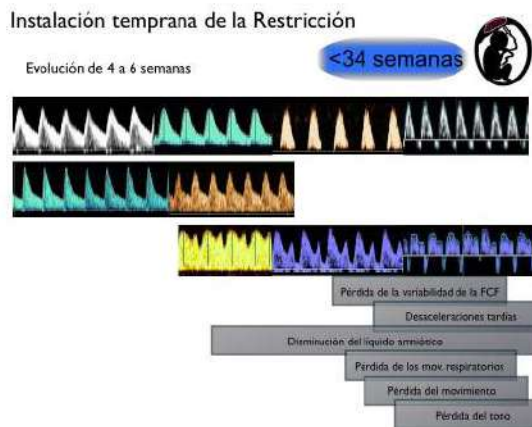 Instalación temprana de la Restricción
<34 semanas
Evolución de 4 a 6 semanas
Pérdida de la variabilidad de la FCF
Desaceleraciones tardías
Disminución del líquido amniótico
Pérdida de los mov. respiratorios
Pérdida del movimiento
Pérdida del tono